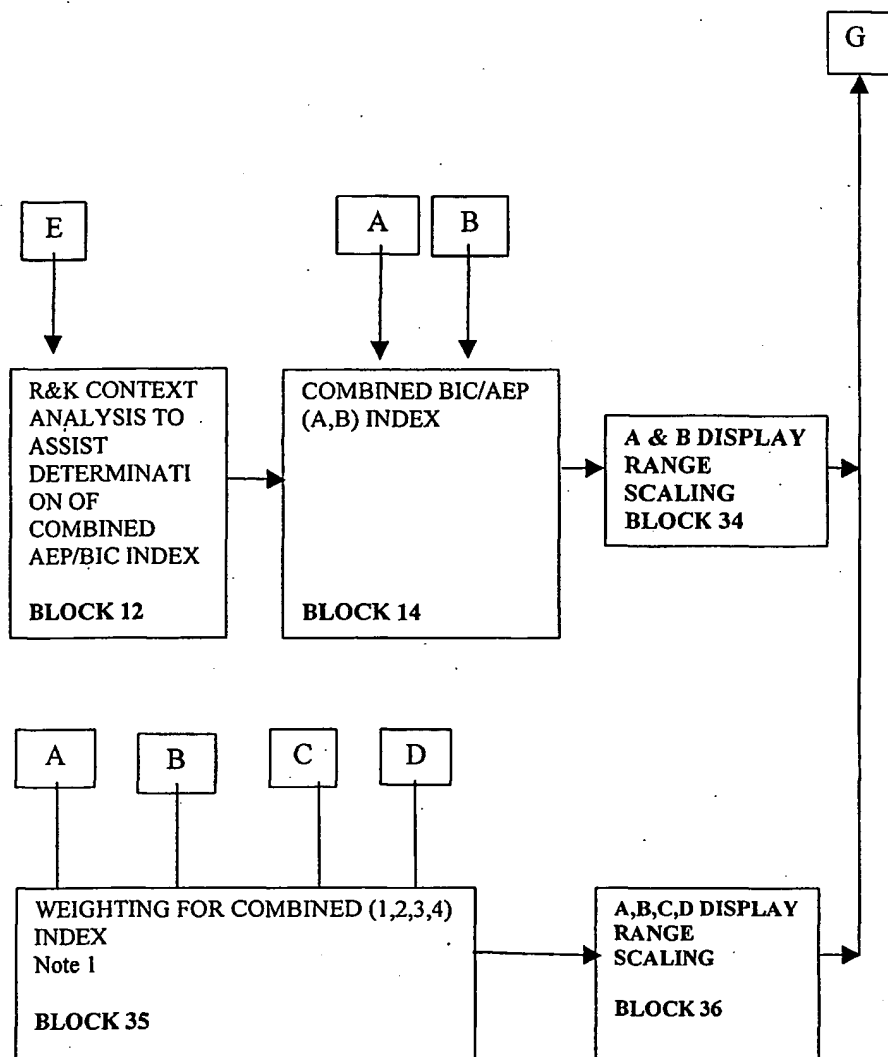 G
E
A
B
R&K CONTEXT
ANALYSIS TO
ASSIST
DETERMINATI
ON OF
COMBINED
AEP/BIC INDEX
BLOCK 12
COMBINED BIC/AEP
(A,B) INDEX
BLOCK 14
A & B DISPLAY
RANGE
SCALING
BLOCK 34
A
B
C
D
WEIGHTING FOR COMBINED (1,2,3,4)
INDEX
Note 1
BLOCK 35
A,B,C,D DISPLAY
RANGE
SCALING
BLOCK 36